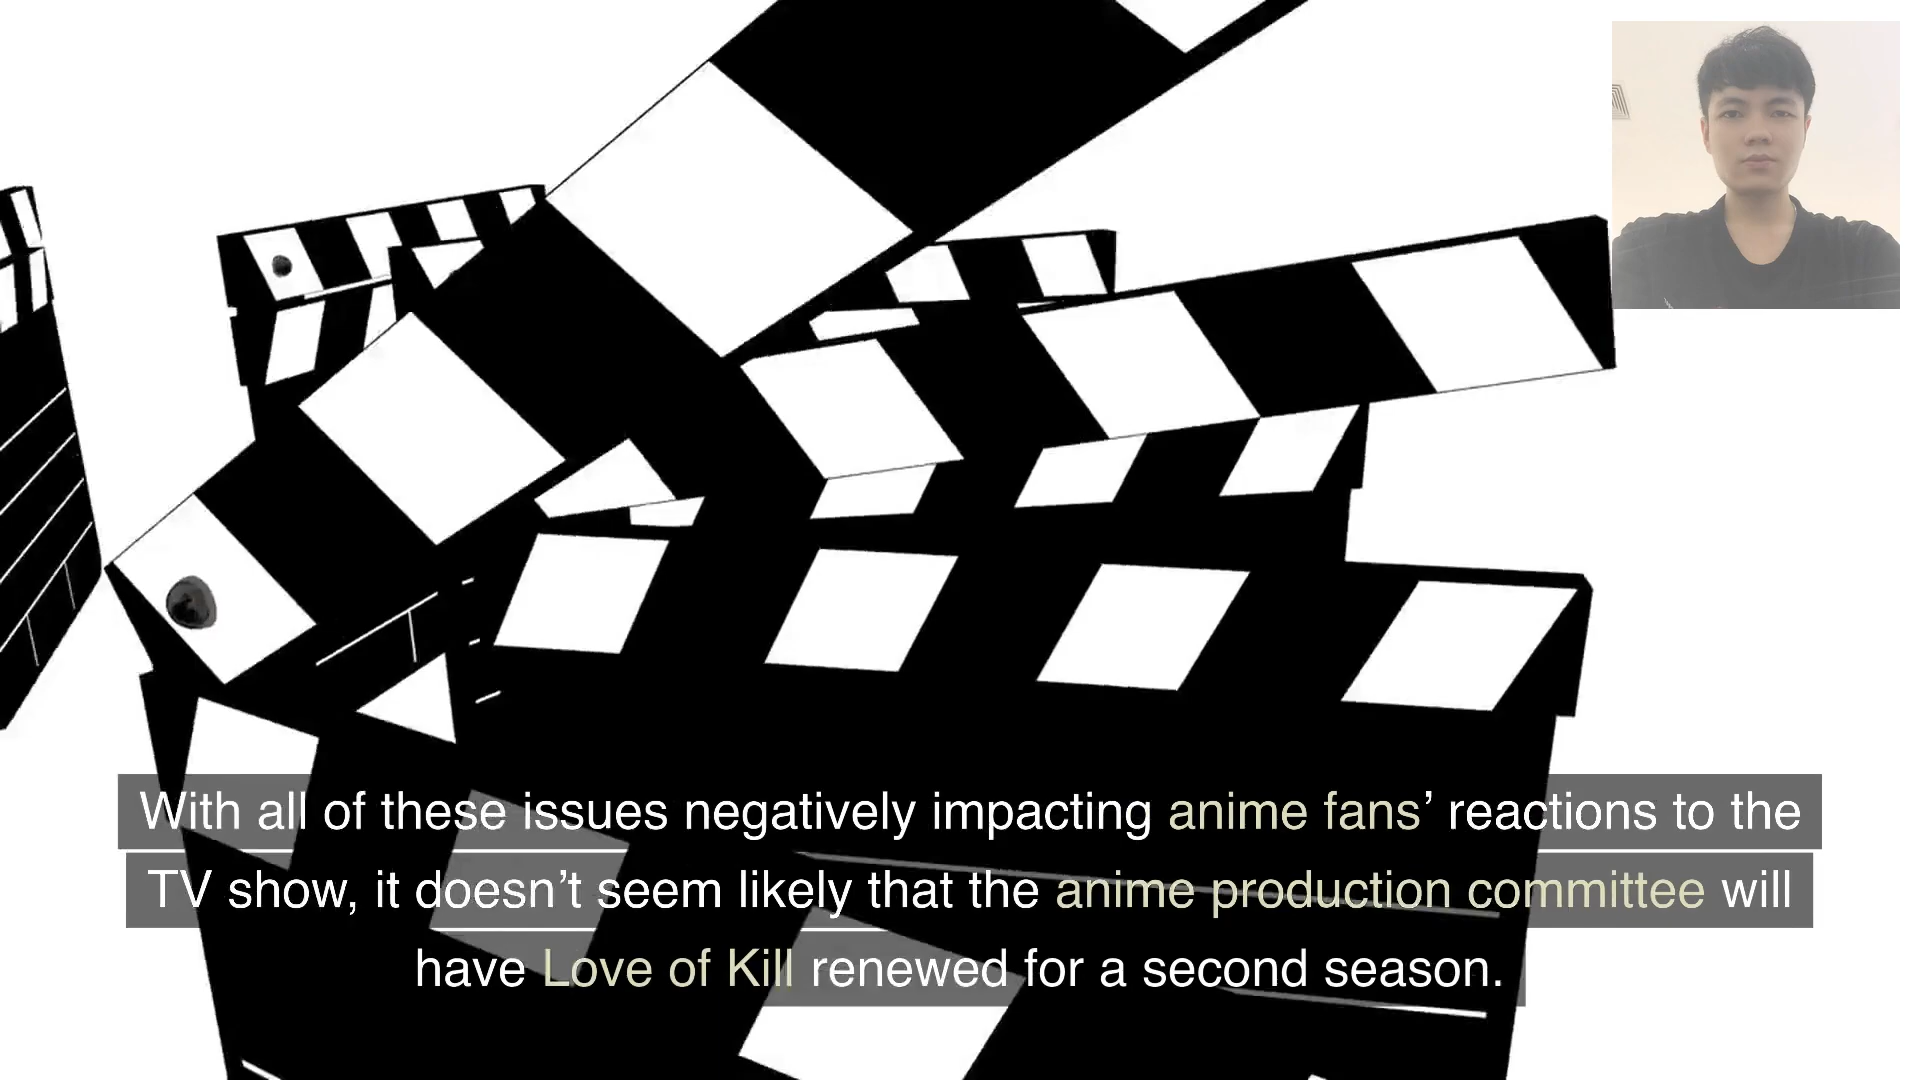 With all of these issues negatively impacting anime fans’ reactions to the
TV show, it doesn’t seem likely that the anime production committee will
have Love of Kill renewed for a second season.